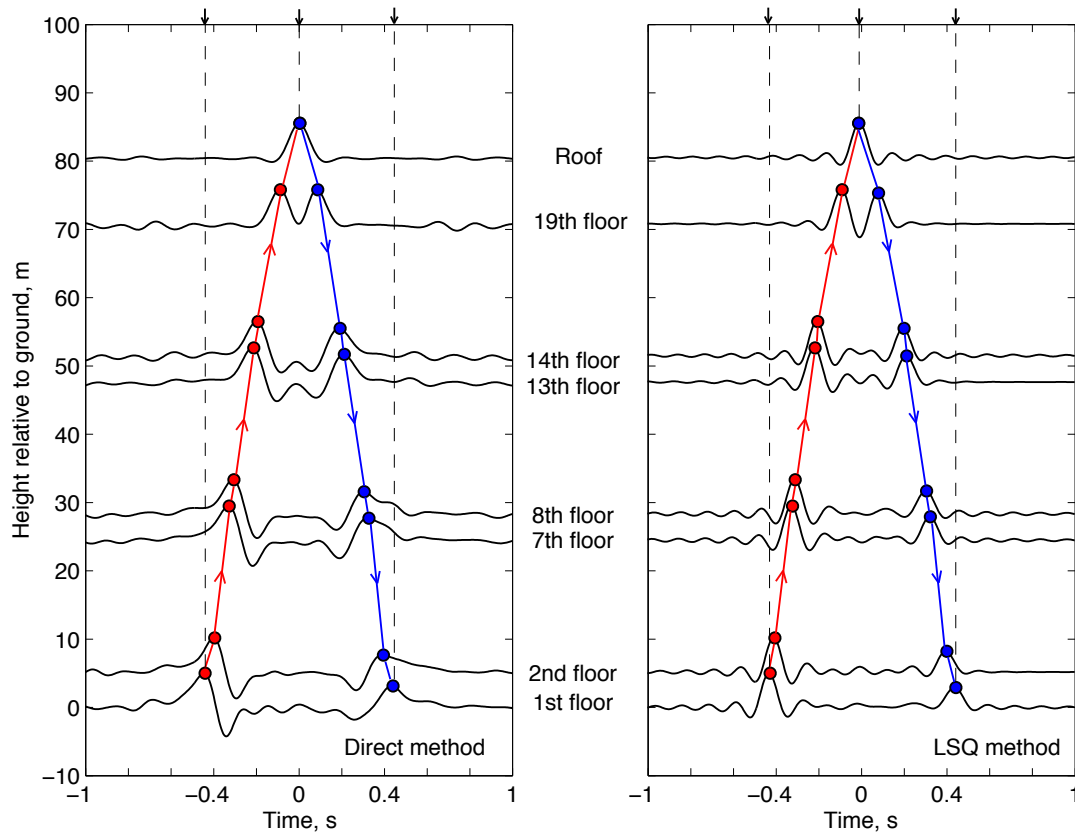 100
90
80
70
60
50
40
30
20
10
0
−10
Height relative to ground, m
−1
−0.4
0
0.4
1
Time, s
Direct method
Roof
19th floor
14th floor
13th floor
8th floor
7th floor
2nd floor
1st floor
−1
−0.4
0
0.4
1
Time, s
LSQ method